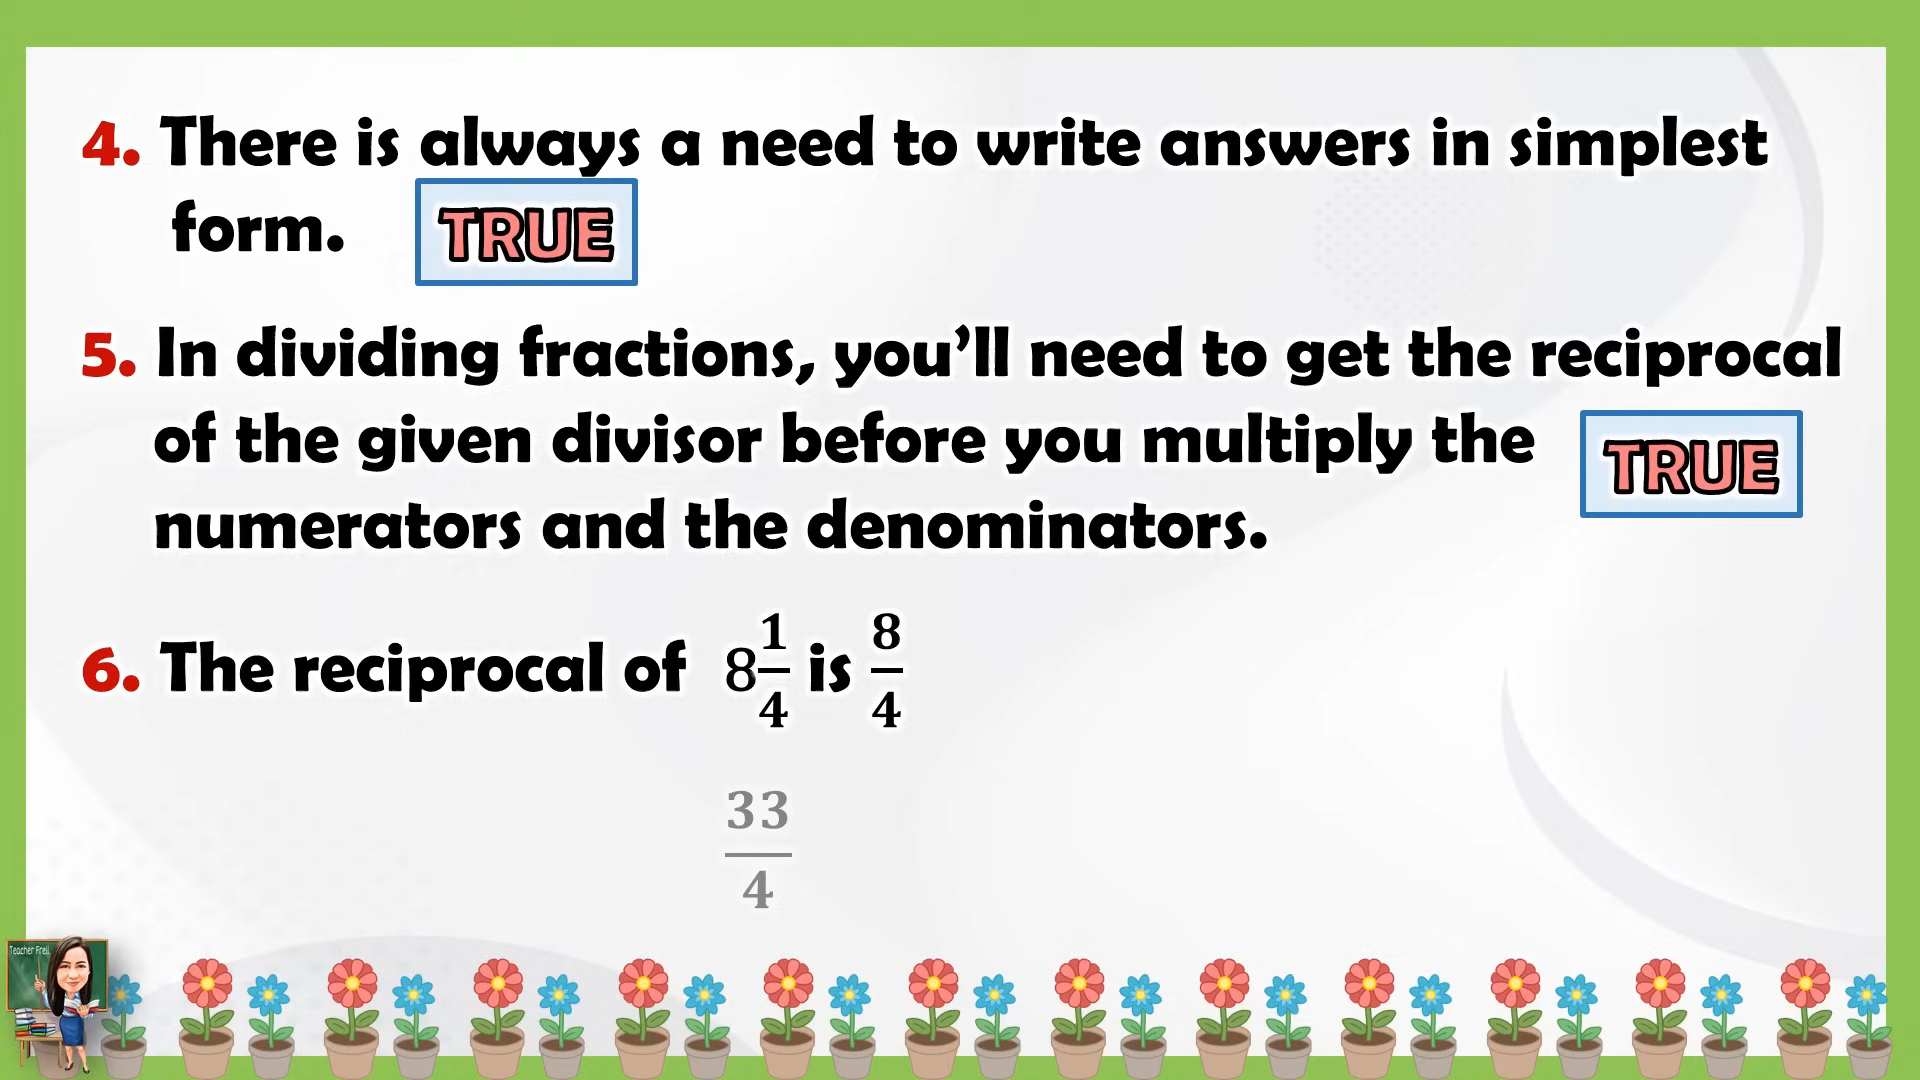 4. There is always a need to write answers in simplest
form. TRUE
5. In dividing fractions, you’ll need to get the reciprocal
of the given divisor before you multiply the TRUE
numerators and the denominators.
6. The reciprocal of 8 1/4 is 8/4
33/4
Teacher Frell